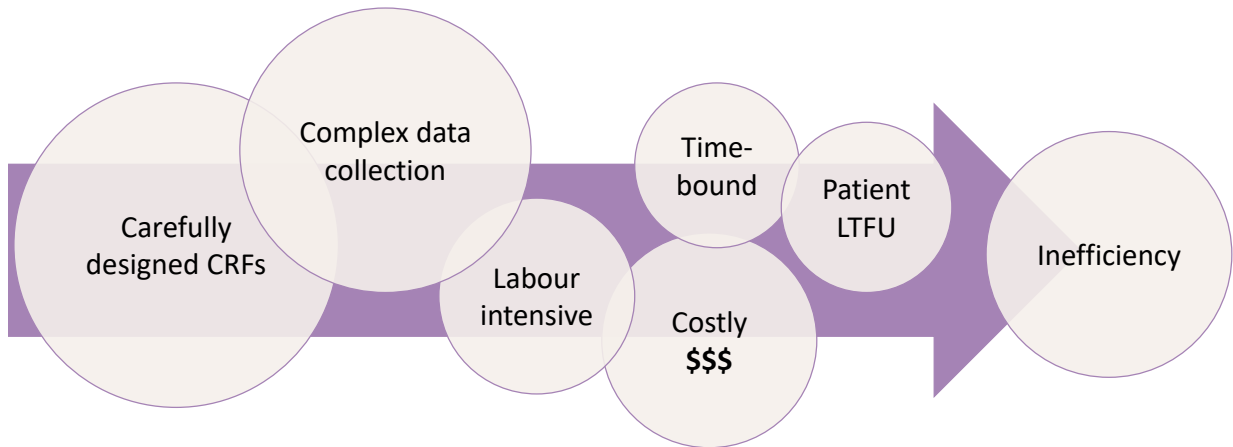 Carefully
designed CRFs
Complex data
collection
Labour
intensive
Time-
bound
Costly
$$$
Patient
LTFU
Inefficiency